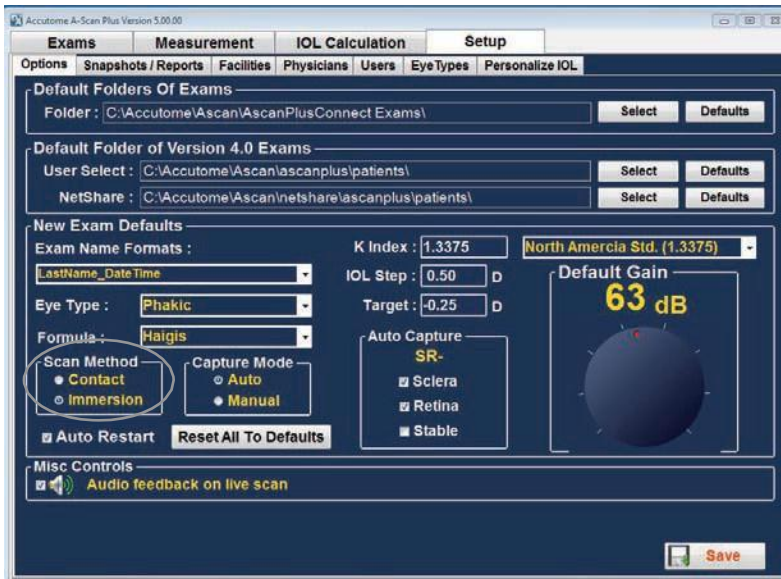 Accutome A-Scan Plus Version 5.00.00
Exams Measurement IOL Calculation Setup
Options Snapshots / Reports Facilities Physicians Users Eye Types Personalize IOL
Default Folders Of Exams
Folder : C:\Accutome\Ascan\AscanPlusConnect Exams\ Select Defaults
Default Folder of Version 4.0 Exams
User Select : C:\Accutome\Ascan\ascanplus\patients\ Select Defaults
NetShare : C:\Accutome\Ascan\netshare\ascanplus\patients\ Select Defaults
New Exam Defaults
Exam Name Formats : K Index : 1.3375 North Amercia Std. (1.3375)
LastName_DateTime IOL Step : 0.50 D
Default Gain
63 dB
Eye Type : Phakic Target : -0.25 D
Formula : Haigis
Auto Capture
SR-
Sclera
Retina
Stable
Scan Method
Contact
Immersion
Capture Mode
Auto
Manual
Auto Restart Reset All To Defaults
Misc Controls
Audio feedback on live scan
Save